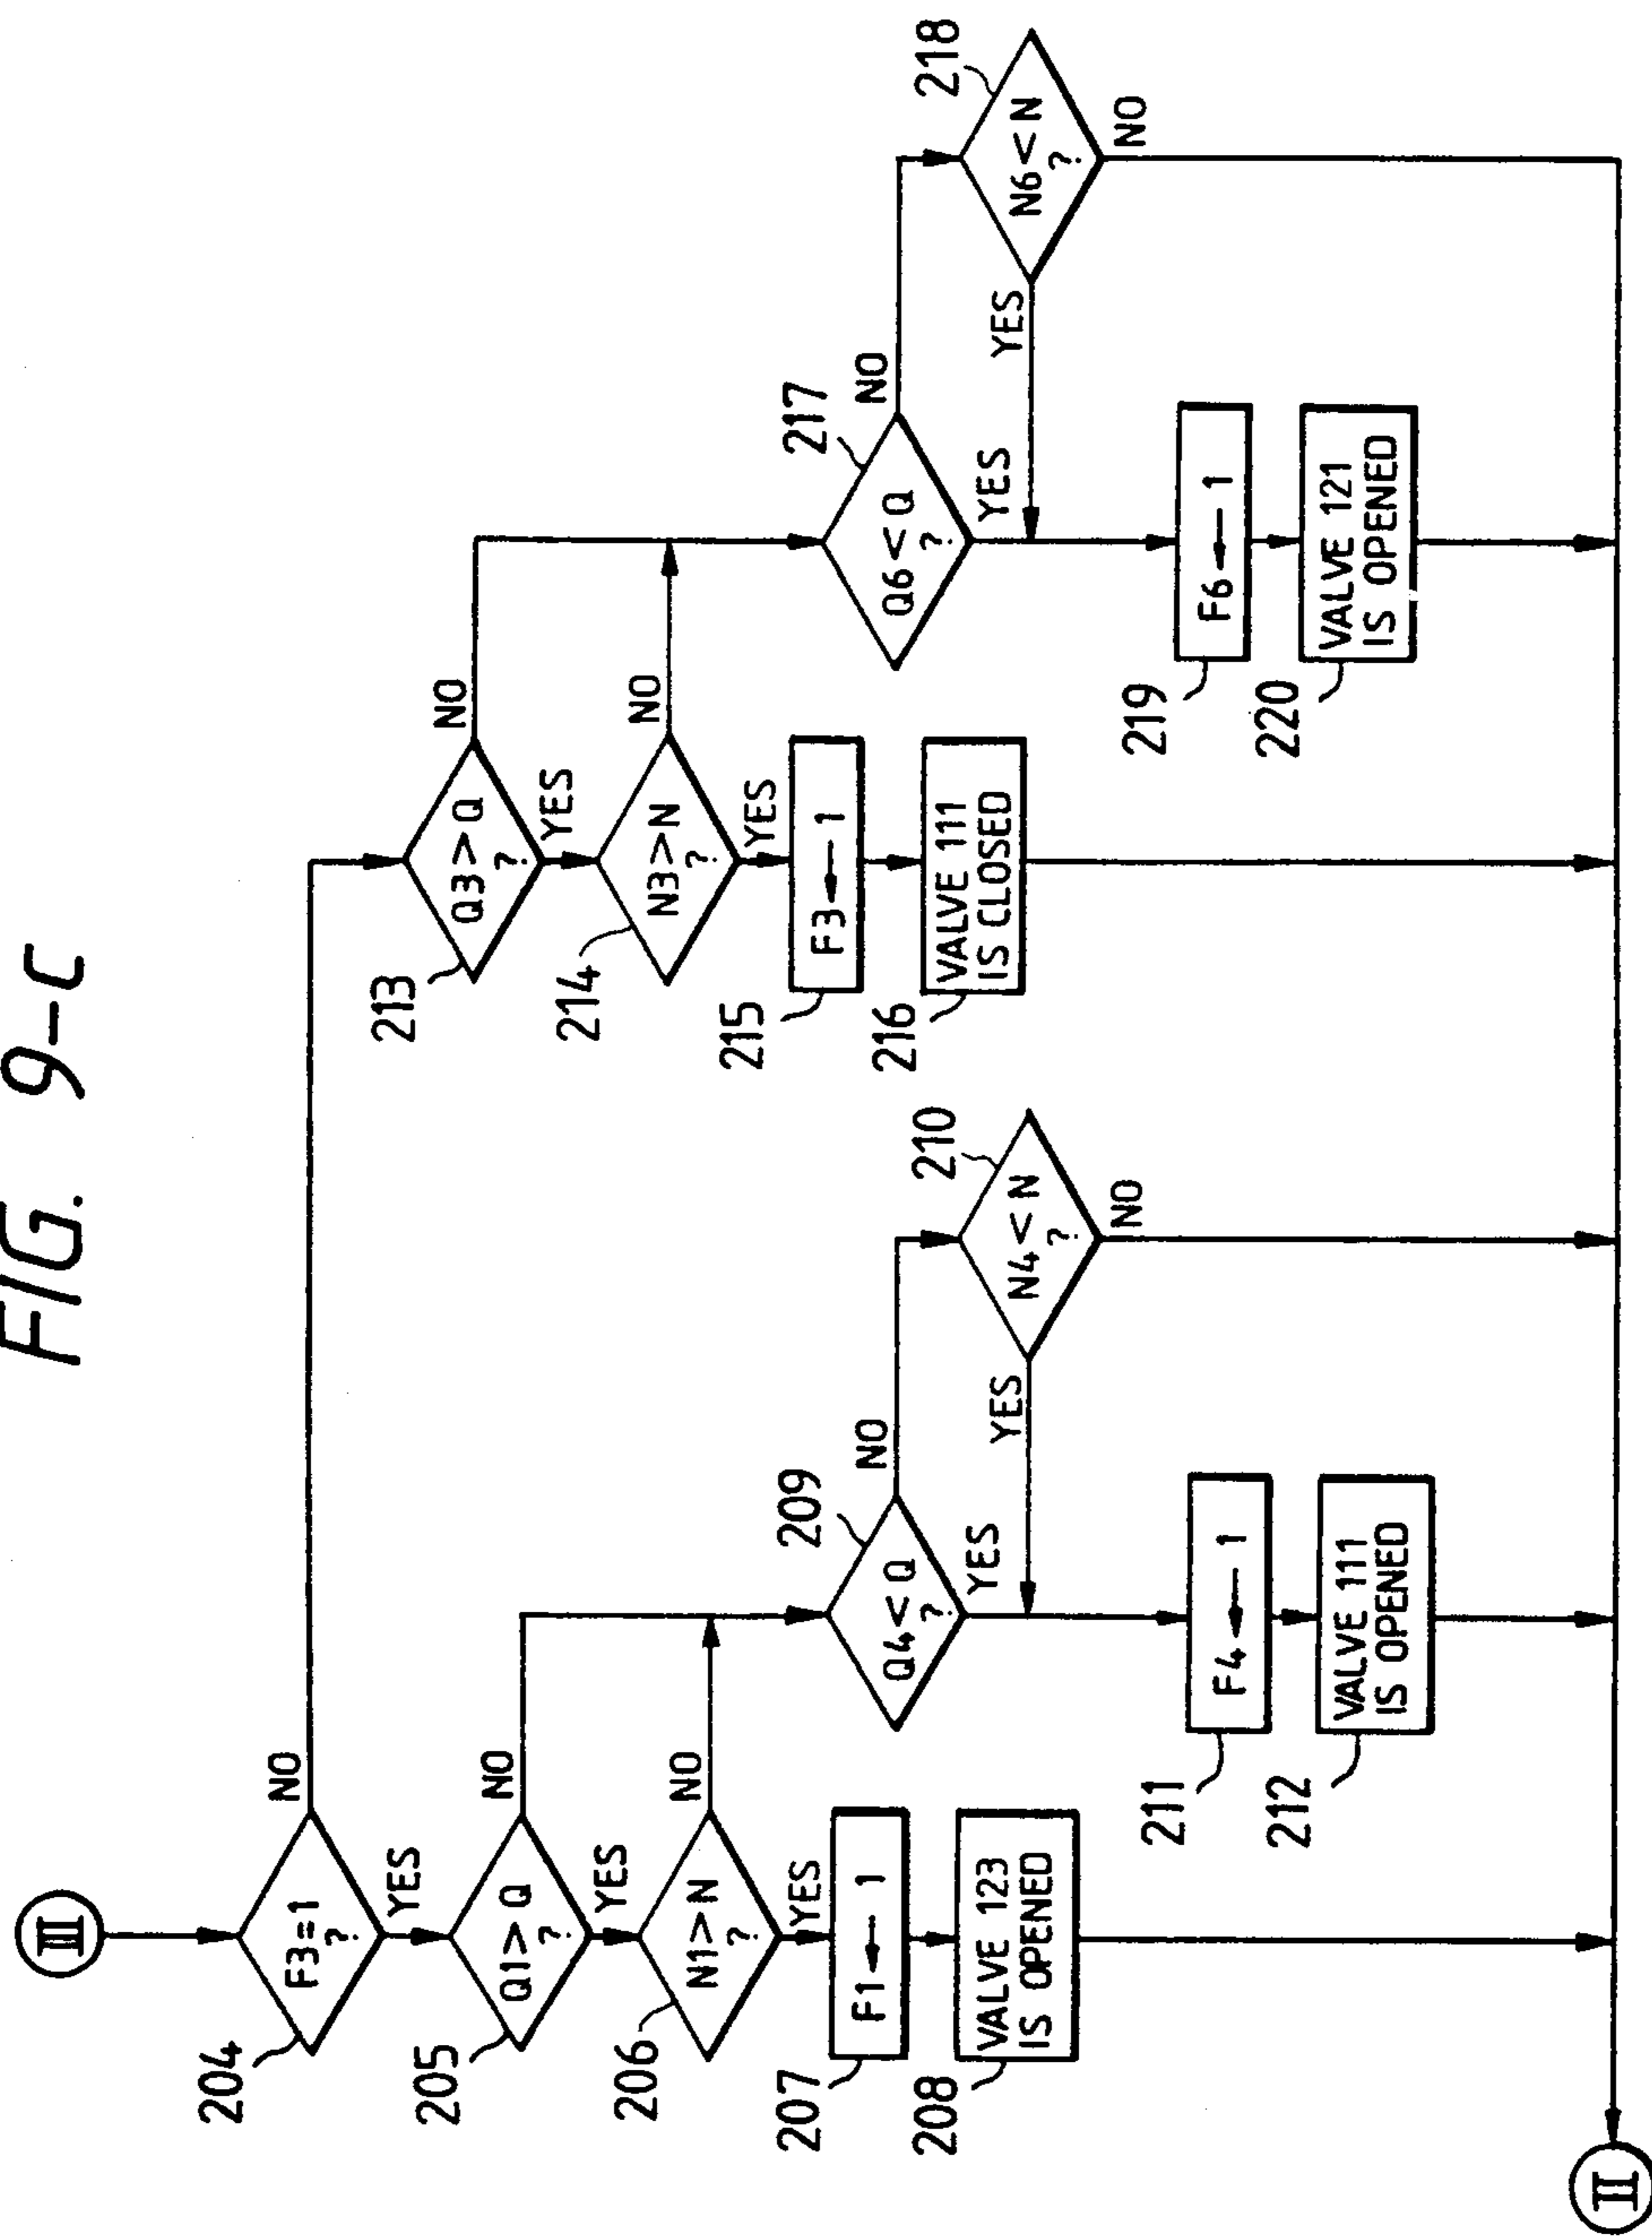 FIG. 9-C
III
204
F3=1
?
NO
YES
205
Q1>Q
?
NO
YES
206
N1>N
?
NO
YES
207
F1←1
208
VALVE 123
IS OPENED
209
Q4<Q
?
NO
YES
210
N4<N
?
YES
NO
211
F4←1
212
VALVE 111
IS OPENED
213
Q3>Q
?
NO
YES
214
N3>N
?
NO
YES
215
F3←1
216
VALVE 111
IS CLOSED
217
Q6<Q
?
NO
YES
218
N6<N
?
YES
NO
219
F6←1
220
VALVE 121
IS OPENED
II